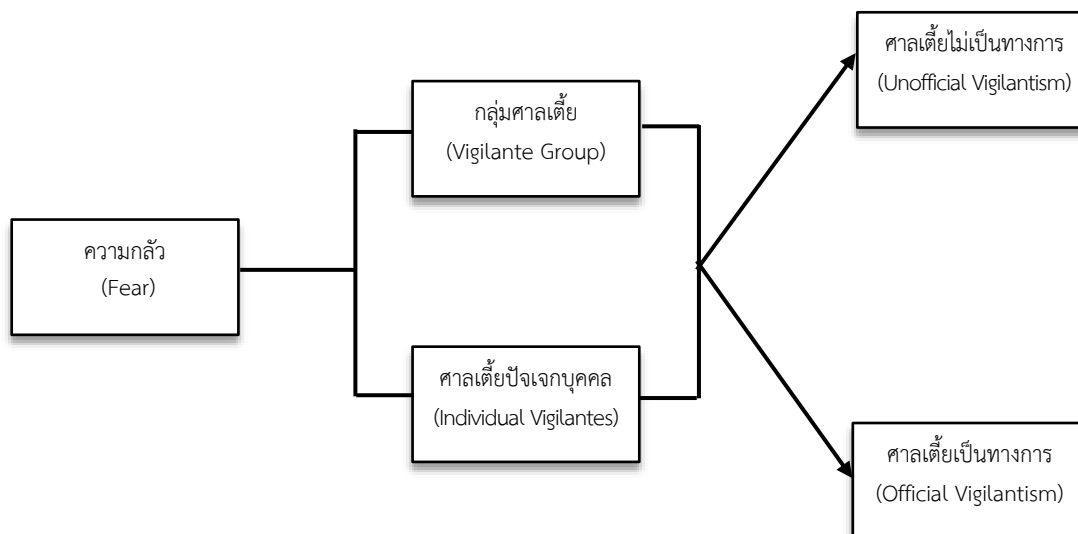 ศาลเตี้ยไม่เป็นทางการ
(Unofficial Vigilantism)
กลุ่มศาลเตี้ย
(Vigilante Group)
ความกลัว
(Fear)
ศาลเตี้ยปัจเจกบุคคล
(Individual Vigilantes)
ศาลเตี้ยเป็นทางการ
(Official Vigilantism)